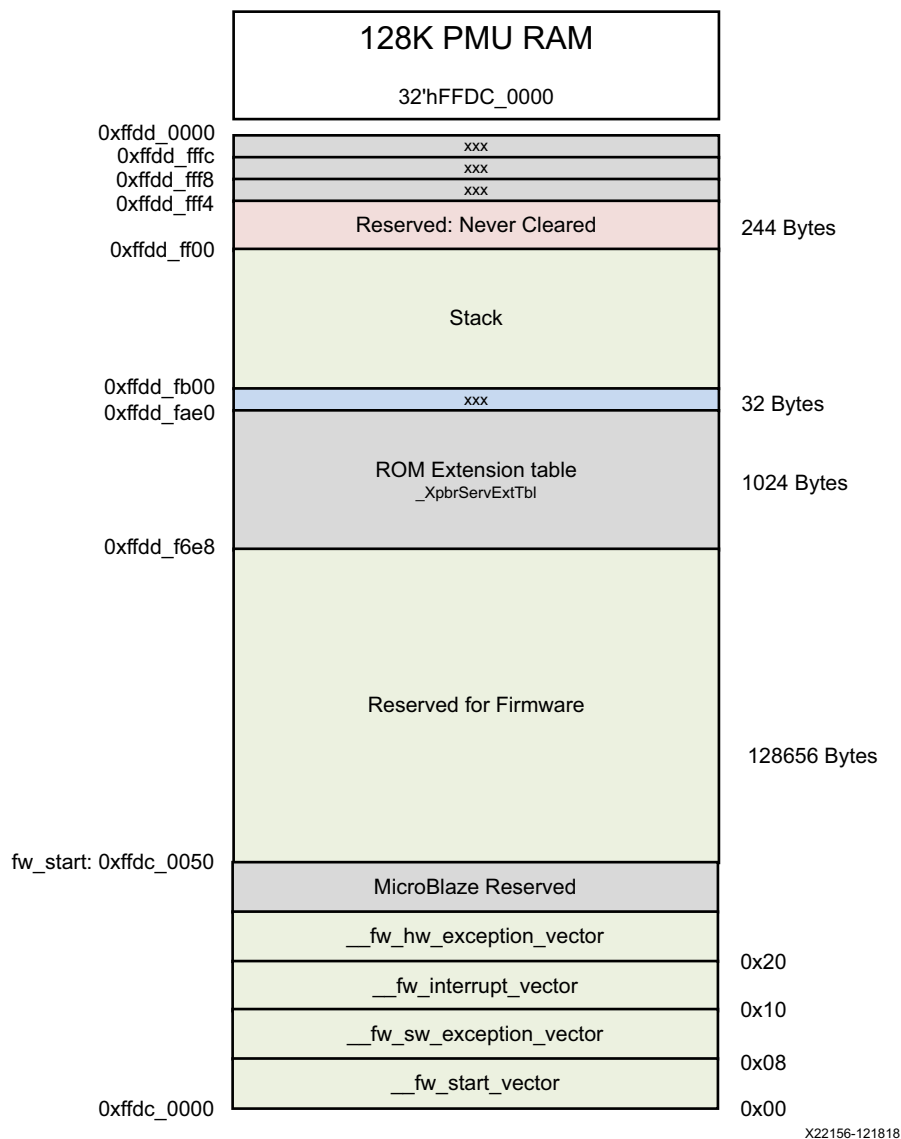 128K PMU RAM
32'hFFDC_0000
0xffdd_0000
xxx
0xffdd_fffc
xxx
0xffdd_fff8
xxx
0xffdd_fff4
Reserved: Never Cleared
244 Bytes
0xffdd_ff00
Stack
0xffdd_fb00
xxx
32 Bytes
0xffdd_fae0
ROM Extension table
_XpbrServExtTbl
1024 Bytes
0xffdd_f6e8
Reserved for Firmware
128656 Bytes
fw_start: 0xffdc_0050
MicroBlaze Reserved
__fw_hw_exception_vector
0x20
__fw_interrupt_vector
0x10
__fw_sw_exception_vector
0x08
__fw_start_vector
0xffdc_0000
0x00
X22156-121818